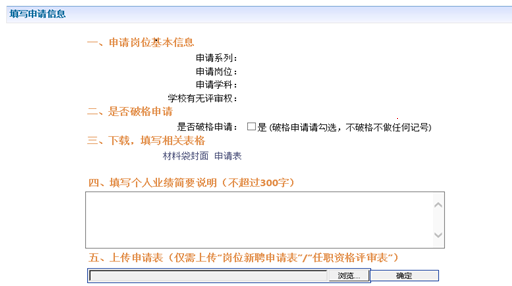 填写申请信息
一、申请岗位基本信息
申请系列：
申请岗位：
申请学科：
学校有无评审权：
二、是否破格申请
是否破格申请： 是 (破格申请请勾选，不破格不做任何记号)
三、下载，填写相关表格
材料袋封面 申请表
四、填写个人业绩简要说明（不超过300字）
五、上传申请表（仅需上传"岗位新聘申请表"/"任职资格评审表"）
浏览... 确定